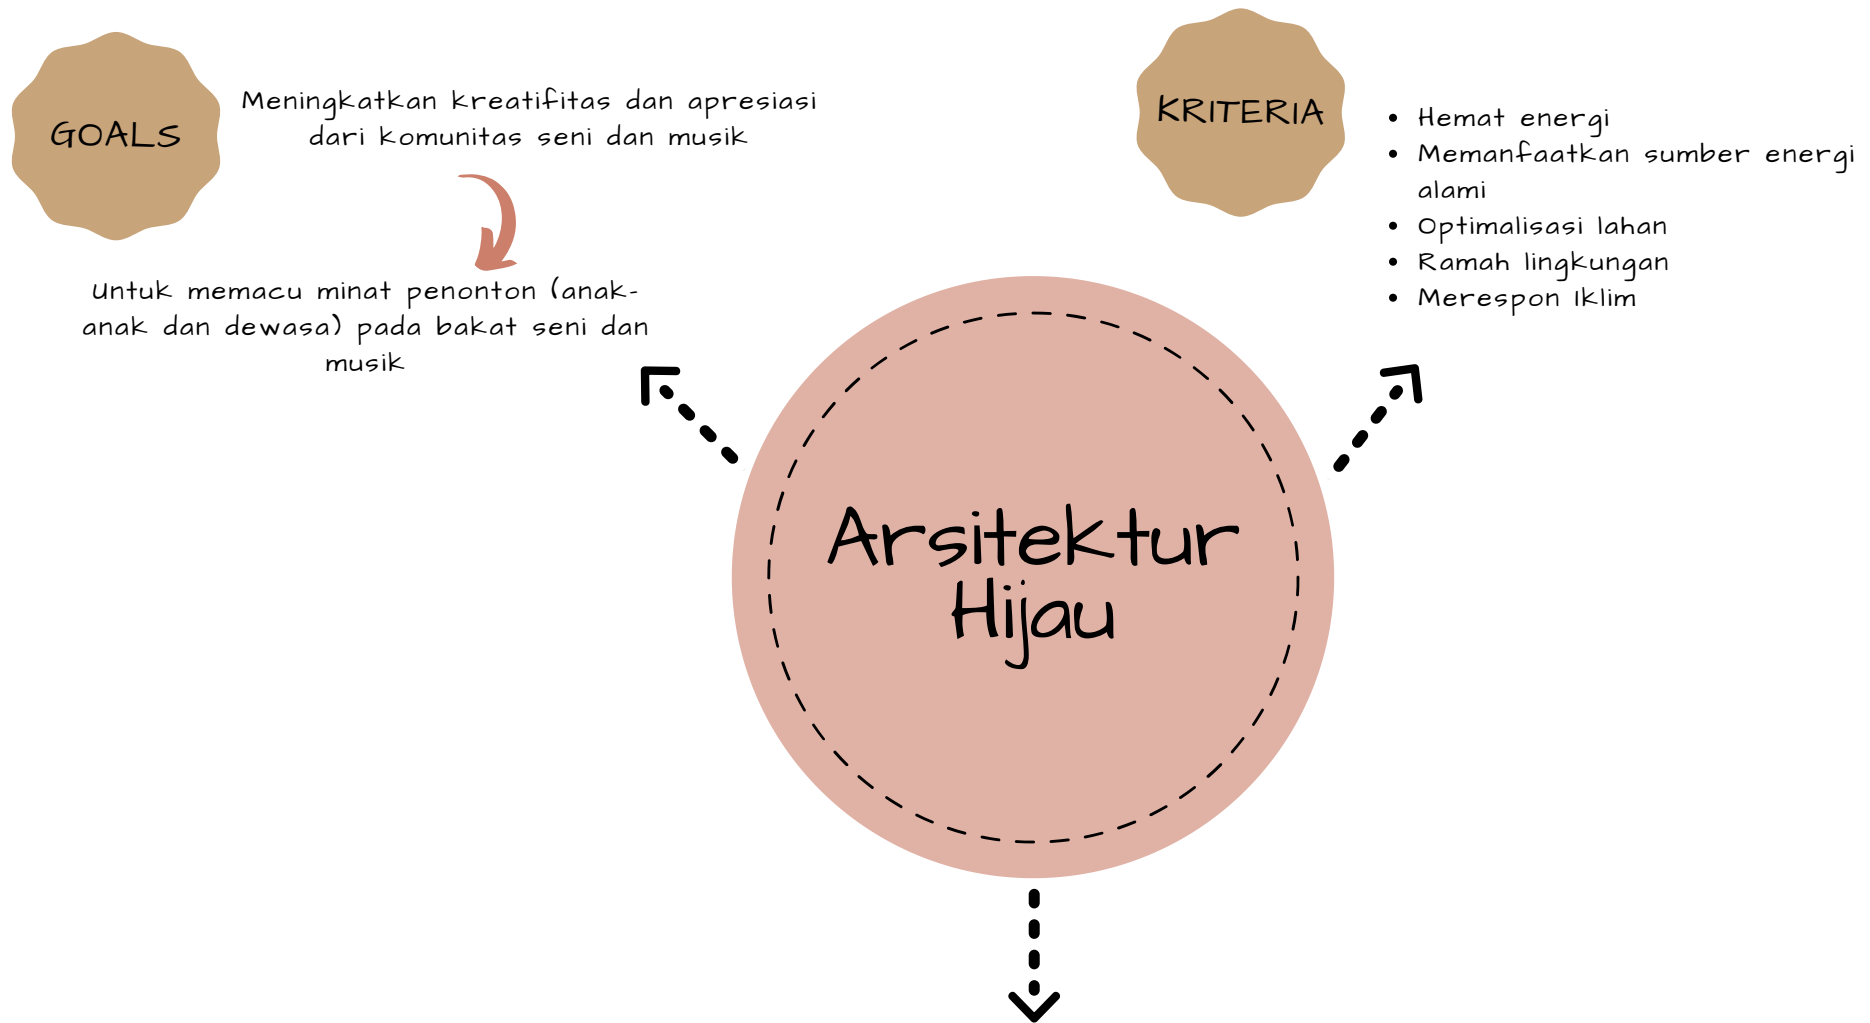 GOALS
Meningkatkan kreatifitas dan apresiasi
dari komunitas seni dan musik
Untuk memacu minat penonton (anak-
anak dan dewasa) pada bakat seni dan
musik
KRITERIA
• Hemat energi
• Memanfaatkan sumber energi
alami
• Optimalisasi lahan
• Ramah lingkungan
• Merespon Iklim
Arsitektur
Hijau